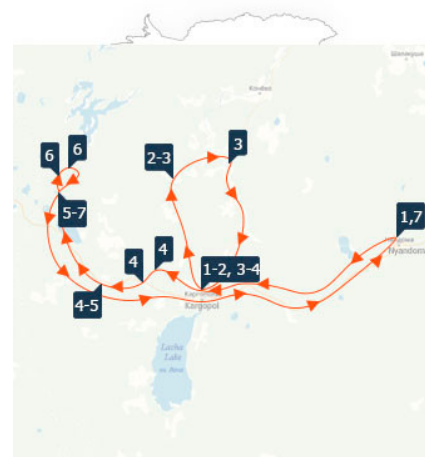 Конёво
6
6
2-3
3
5-7
1,7
Nyandoma
4
4
1-2, 3-4
4-5
Kargopol
Lacha
Lake